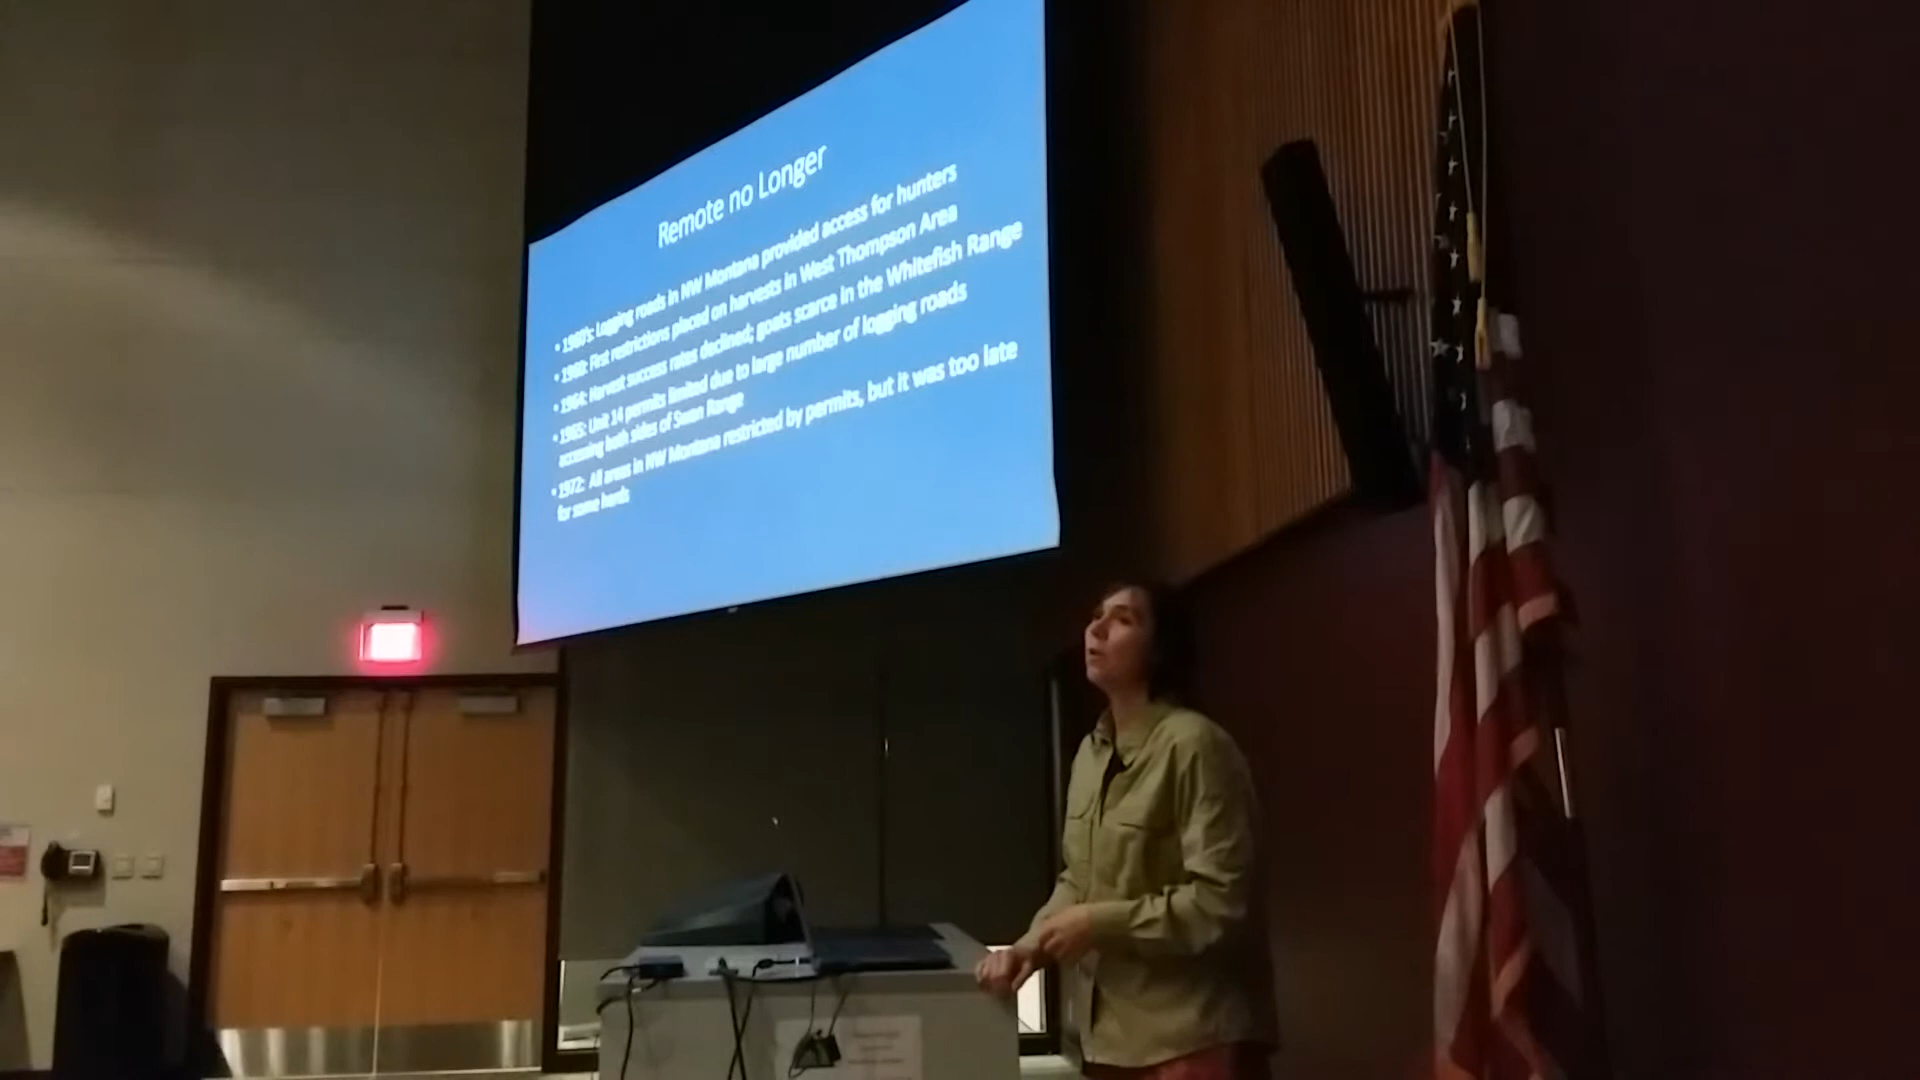 Remote no Longer
• 1960's: Logging roads in NW Montana provided access for hunters
• 1960: First restrictions placed on harvests in West Thompson Area
• 1964: Harvest success rates declined; goats scarce in the Whitefish Range
• 1965: Unit 14 permits limited due to large number of logging roads
accessing both sides of Swan Range
• 1972: All areas in NW Montana restricted by permits, but it was too late
for some herds